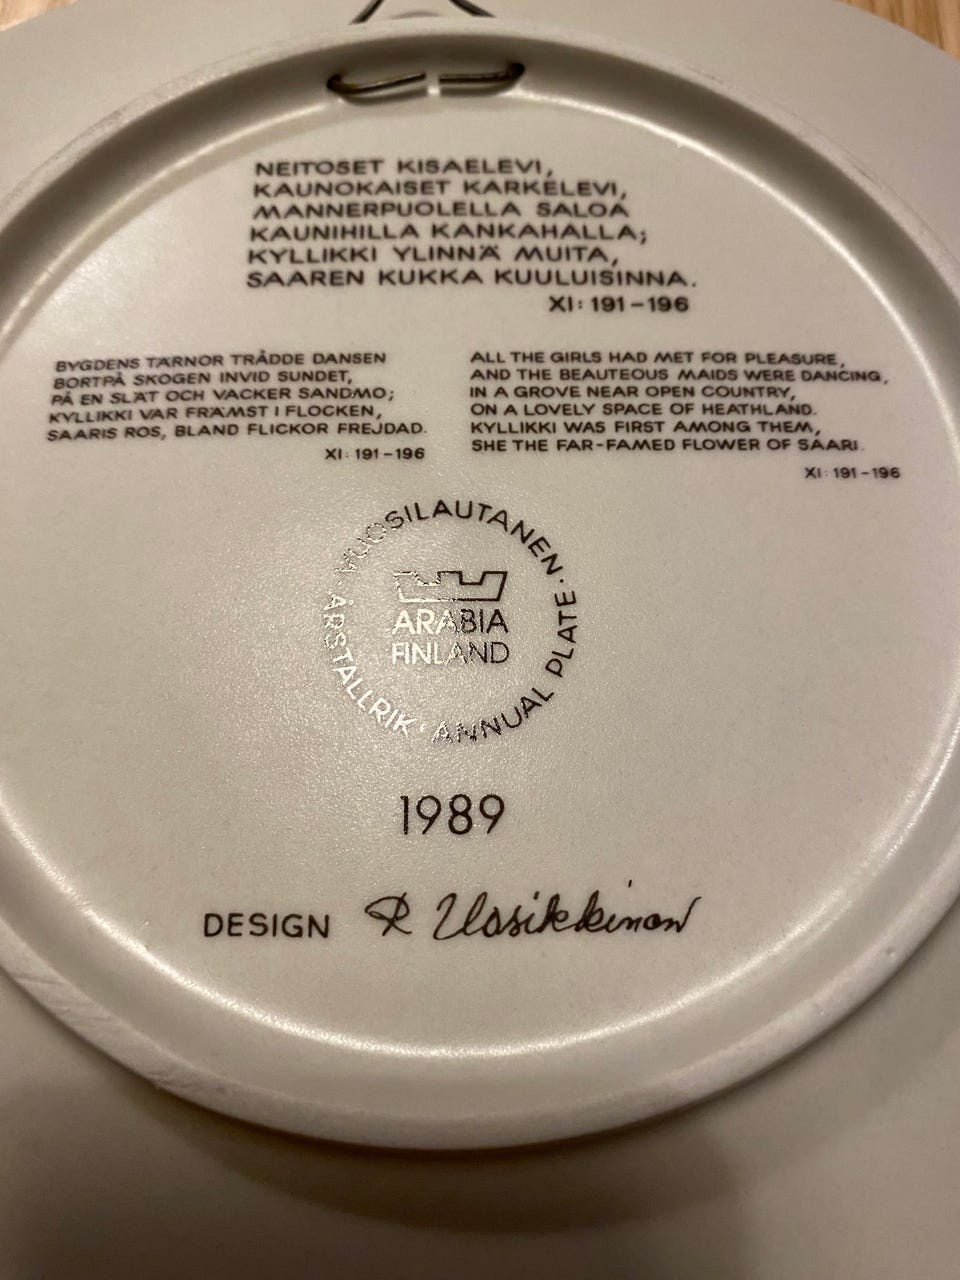 NEITOSET KISAELEVI,
KAUNOKAISET KARKELEVI,
MANNERPUOLELLA SALOA
KAUNIHILLA KANKAHALLA;
KYLLIKKI YLINNÄ MUITA,
SAAREN KUKKA KUULUISINNA.
XI: 191–196
BYGDENS TÄRNOR TRÅDDE DANSEN
BORTPÅ SKOGEN INVID SUNDET,
PÅ EN SLÄT OCH VACKER SANDMO;
KYLLIKKI VAR FRÄMST I FLOCKEN,
SAARIS ROS, BLAND FLICKOR FREJDAD.
XI: 191–196
ALL THE GIRLS HAD MET FOR PLEASURE,
AND THE BEAUTEOUS MAIDS WERE DANCING,
IN A GROVE NEAR OPEN COUNTRY,
ON A LOVELY SPACE OF HEATHLAND.
KYLLIKKI WAS FIRST AMONG THEM,
SHE THE FAR-FAMED FLOWER OF SAARI.
XI: 191–196
VUOSILAUTANEN · ANNUAL PLATE · ÅRSTALLRIK ·
ARABIA
FINLAND
1989
DESIGN R Uosikkinen